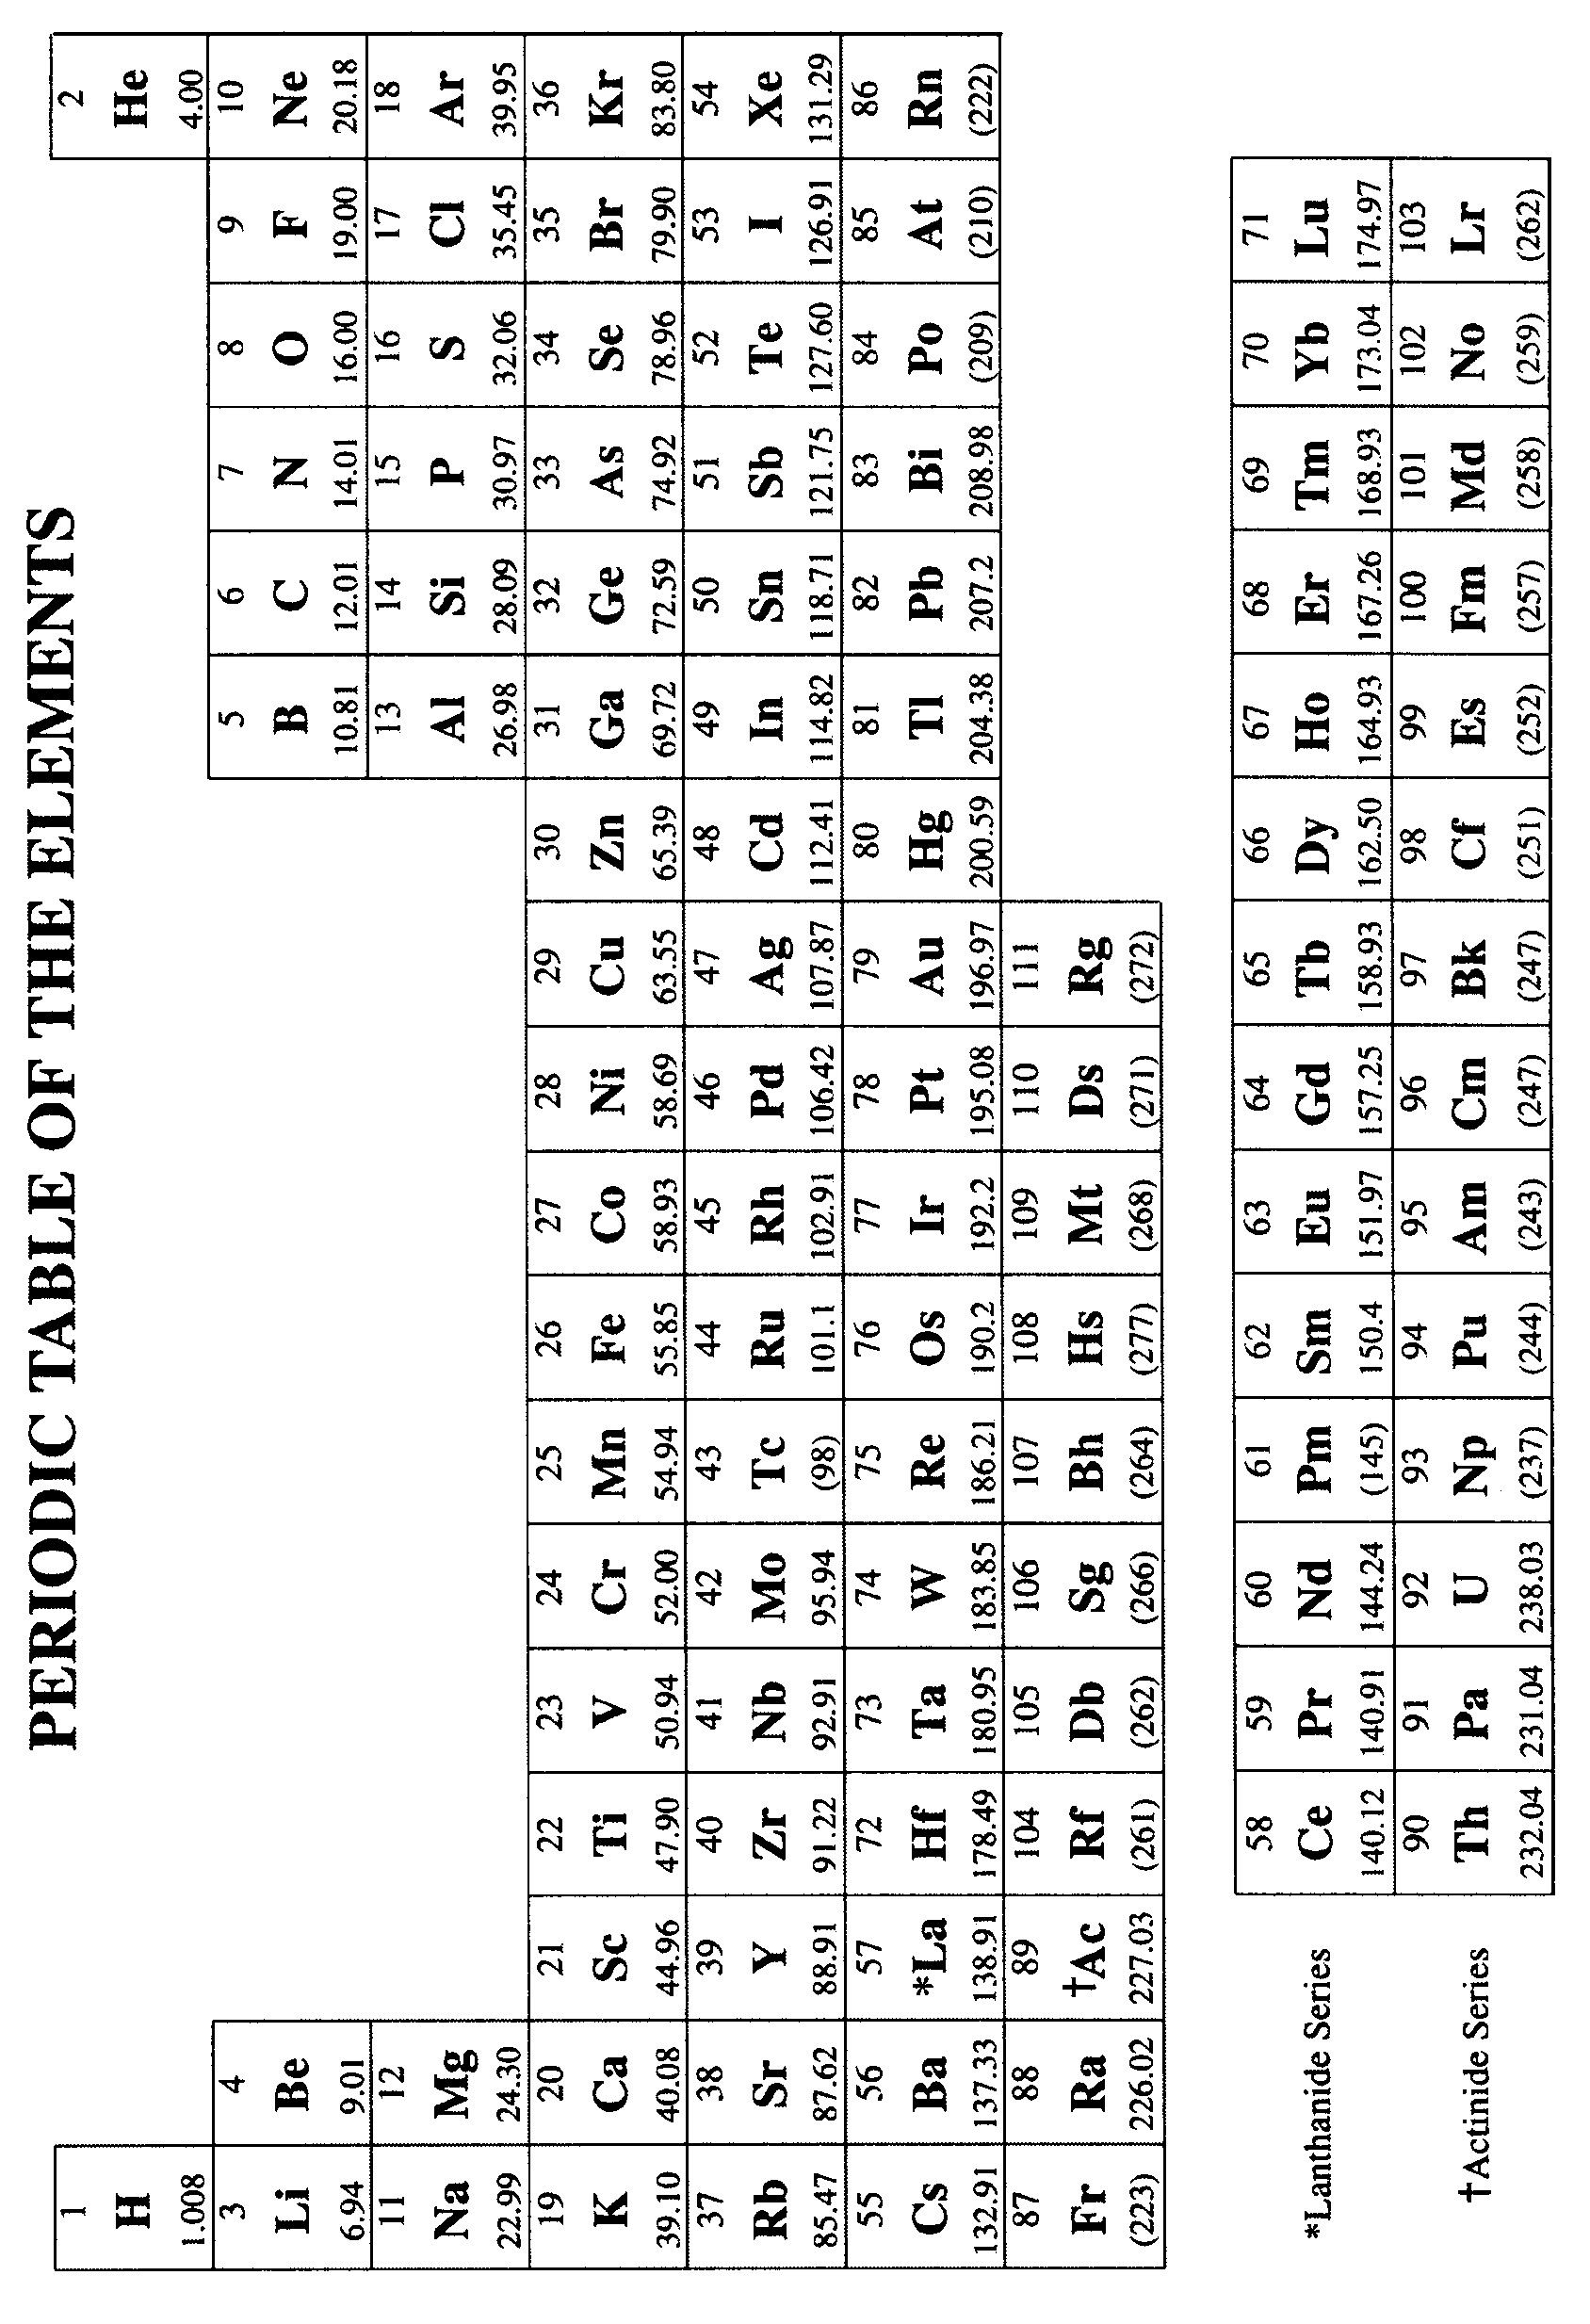 PERIODIC TABLE OF THE ELEMENTS
1 2
H He
1.008 4.00
3 4 5 6 7 8 9 10
Li Be B C N O F Ne
6.94 9.01 10.81 12.01 14.01 16.00 19.00 20.18
11 12 13 14 15 16 17 18
Na Mg Al Si P S Cl Ar
22.99 24.30 26.98 28.09 30.97 32.06 35.45 39.95
19 20 21 22 23 24 25 26 27 28 29 30 31 32 33 34 35 36
K Ca Sc Ti V Cr Mn Fe Co Ni Cu Zn Ga Ge As Se Br Kr
39.10 40.08 44.96 47.90 50.94 52.00 54.94 55.85 58.93 58.69 63.55 65.39 69.72 72.59 74.92 78.96 79.90 83.80
37 38 39 40 41 42 43 44 45 46 47 48 49 50 51 52 53 54
Rb Sr Y Zr Nb Mo Tc Ru Rh Pd Ag Cd In Sn Sb Te I Xe
85.47 87.62 88.91 91.22 92.91 95.94 (98) 101.1 102.91 106.42 107.87 112.41 114.82 118.71 121.75 127.60 126.91 131.29
55 56 57 72 73 74 75 76 77 78 79 80 81 82 83 84 85 86
Cs Ba *La Hf Ta W Re Os Ir Pt Au Hg Tl Pb Bi Po At Rn
132.91 137.33 138.91 178.49 180.95 183.85 186.21 190.2 192.2 195.08 196.97 200.59 204.38 207.2 208.98 (209) (210) (222)
87 88 89 104 105 106 107 108 109 110 111
Fr Ra †Ac Rf Db Sg Bh Hs Mt Ds Rg
(223) 226.02 227.03 (261) (262) (266) (264) (277) (268) (271) (272)
58 59 60 61 62 63 64 65 66 67 68 69 70 71
*Lanthanide Series Ce Pr Nd Pm Sm Eu Gd Tb Dy Ho Er Tm Yb Lu
140.12 140.91 144.24 (145) 150.4 151.97 157.25 158.93 162.50 164.93 167.26 168.93 173.04 174.97
90 91 92 93 94 95 96 97 98 99 100 101 102 103
†Actinide Series Th Pa U Np Pu Am Cm Bk Cf Es Fm Md No Lr
232.04 231.04 238.03 (237) (244) (243) (247) (247) (251) (252) (257) (258) (259) (262)